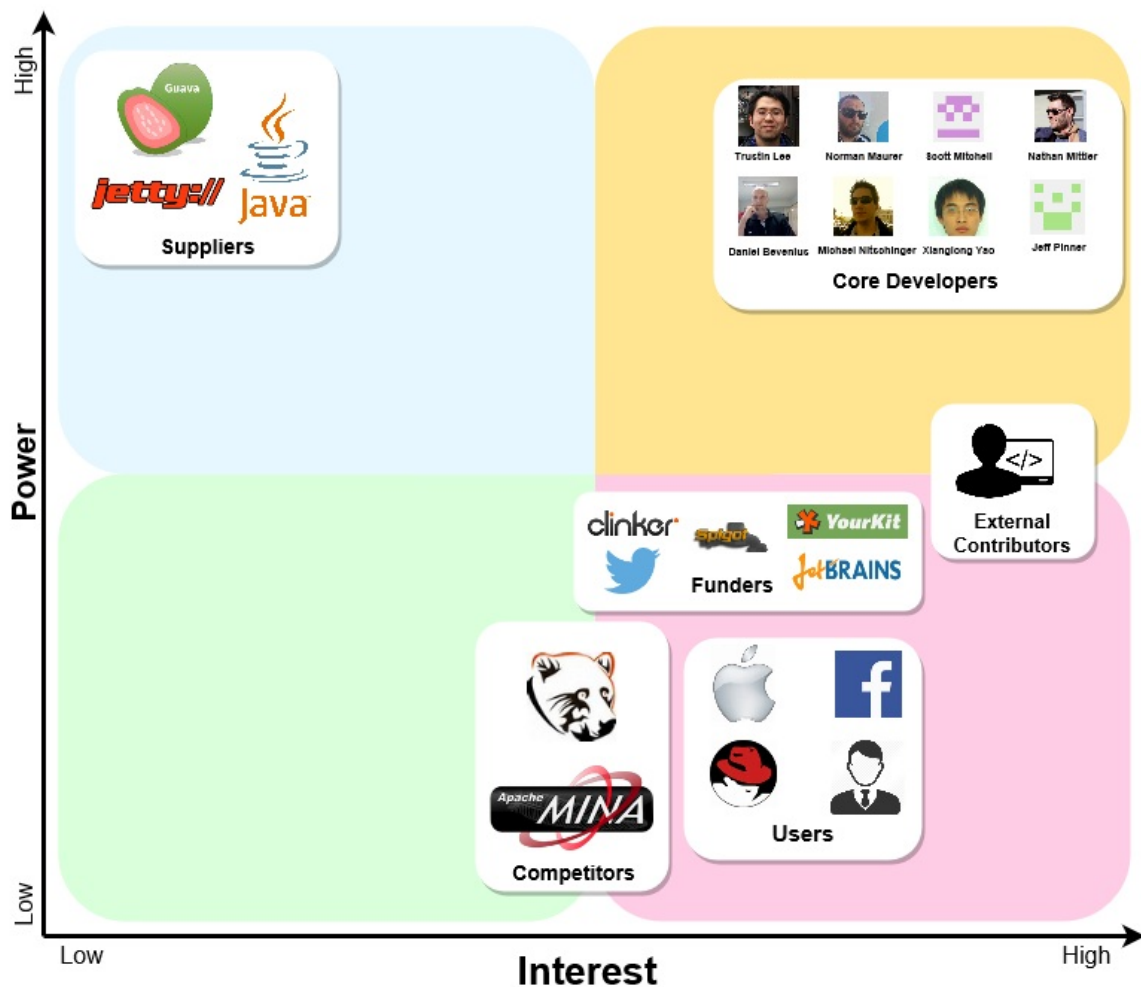 High
Guava
jetty://
Java
Suppliers
Trustin Lee
Norman Maurer
Scott Mitchell
Nathan Mittler
Daniel Bevenius
Michael Nitschinger
Xianglong Yao
Jeff Pinner
Core Developers
Power
</>
External
Contributors
clinker
Spigot
YourKit
JetBRAINS
Funders
f
Apache
MINA
Competitors
Users
Low
Low
High
Interest